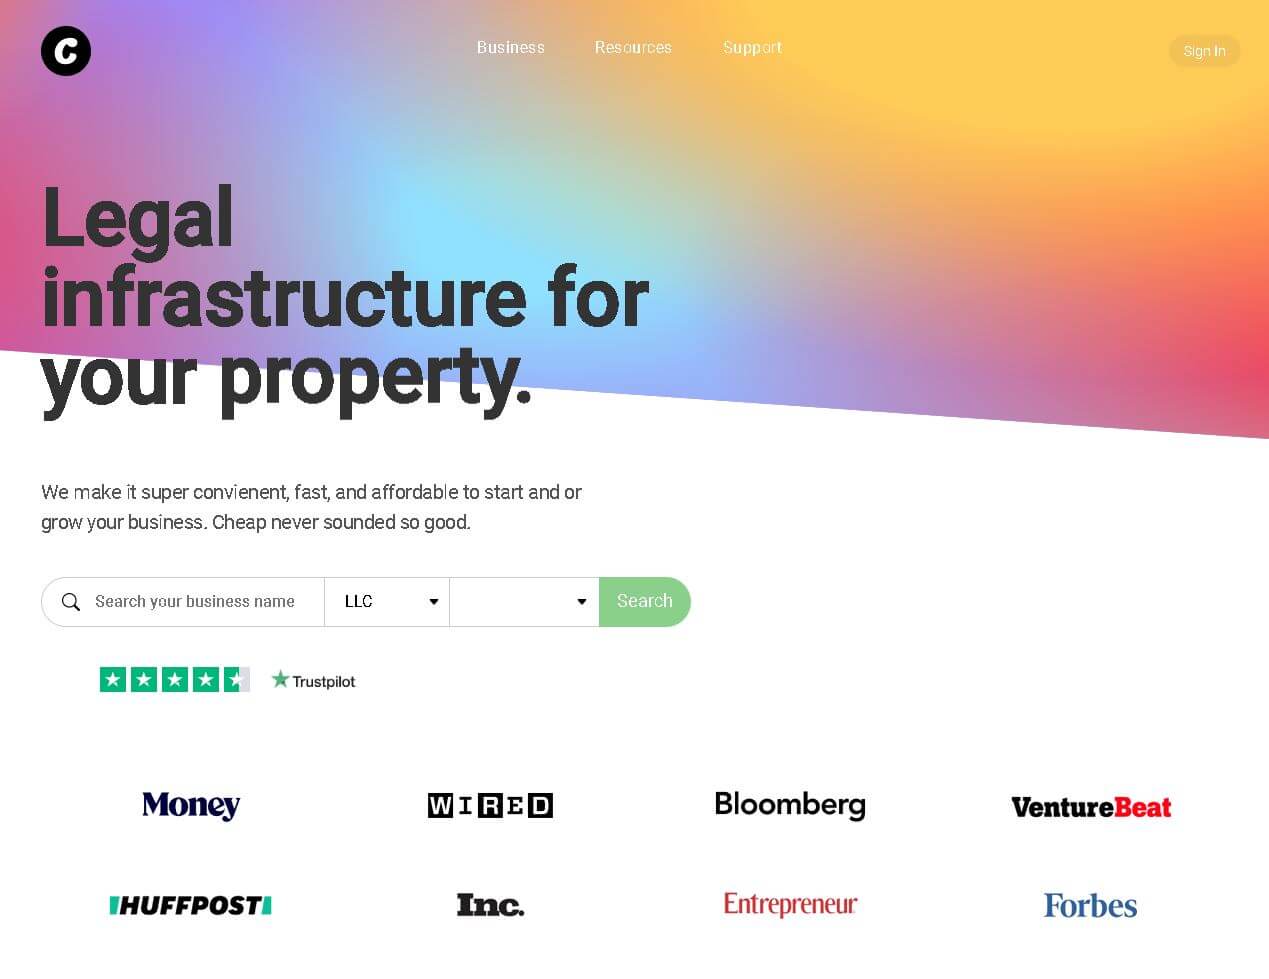 C
Business Resources Support
Sign In
Legal
infrastructure for
your property.
We make it super convienent, fast, and affordable to start and or
grow your business. Cheap never sounded so good.
Search your business name LLC Search
Trustpilot
Money WIRED Bloomberg VentureBeat
HUFFPOST Inc. Entrepreneur Forbes